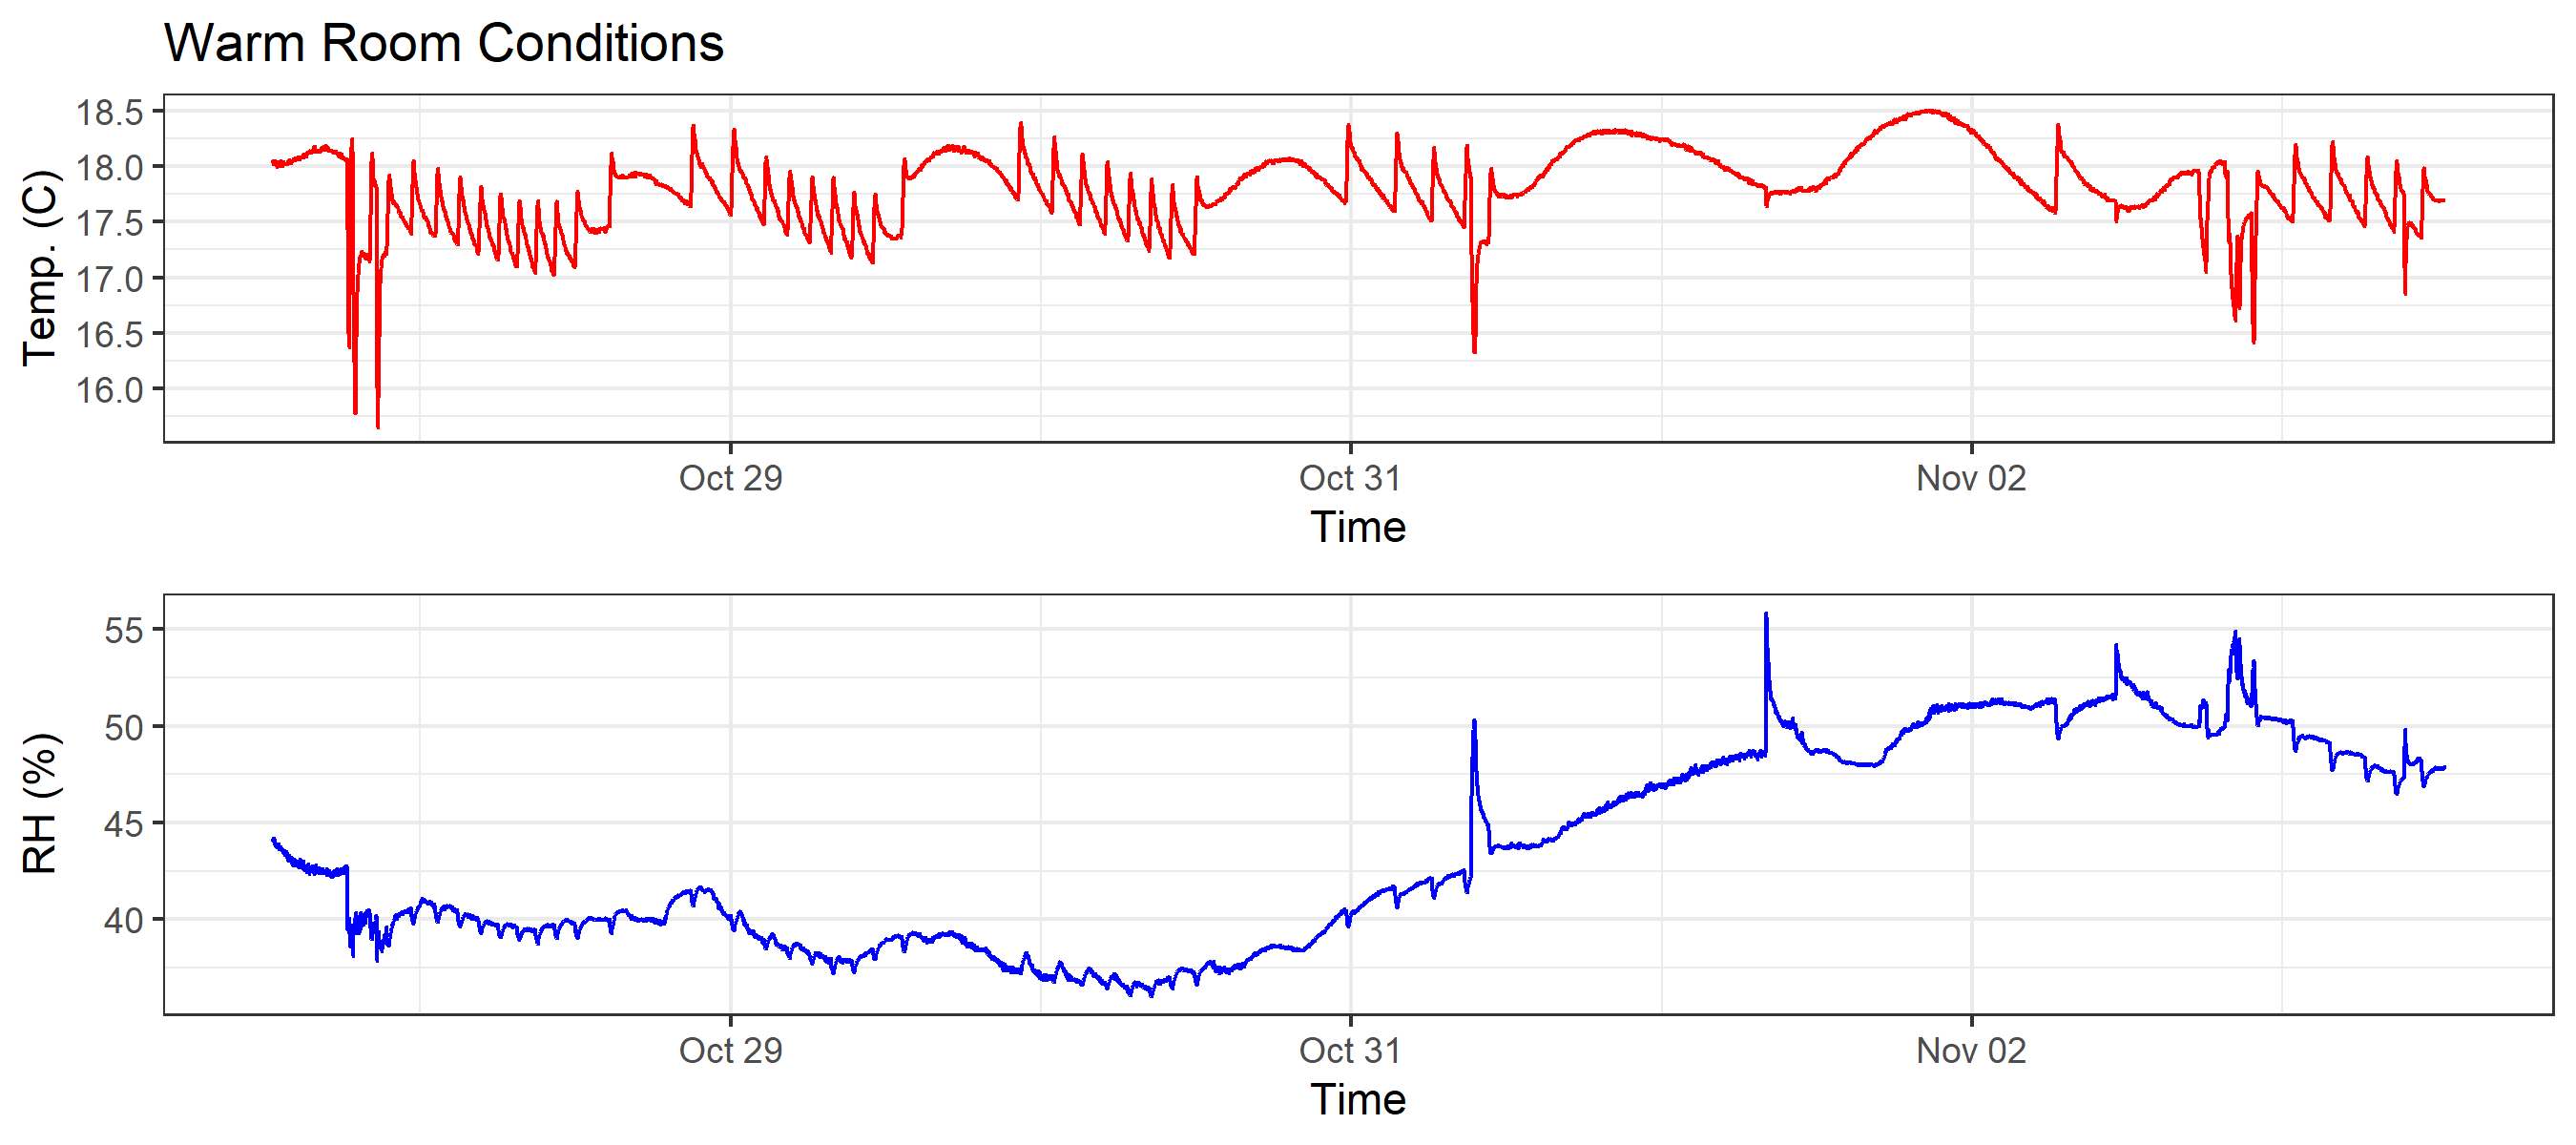 Warm Room Conditions
Temp. (C)
18.5
18.0
17.5
17.0
16.5
16.0
Oct 29 Oct 31 Nov 02
Time
RH (%)
55
50
45
40
Oct 29 Oct 31 Nov 02
Time